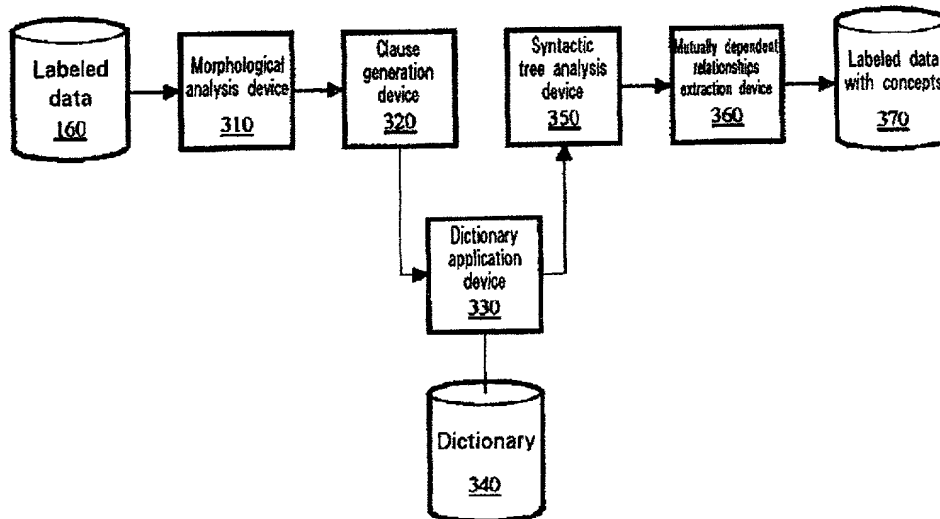 Labeled
data
160
Morphological
analysis device
310
Clause
generation
device
320
Dictionary
application
device
330
Dictionary
340
Syntactic
tree analysis
device
350
Mutually dependent
relationships
extraction device
360
Labeled data
with concepts
370